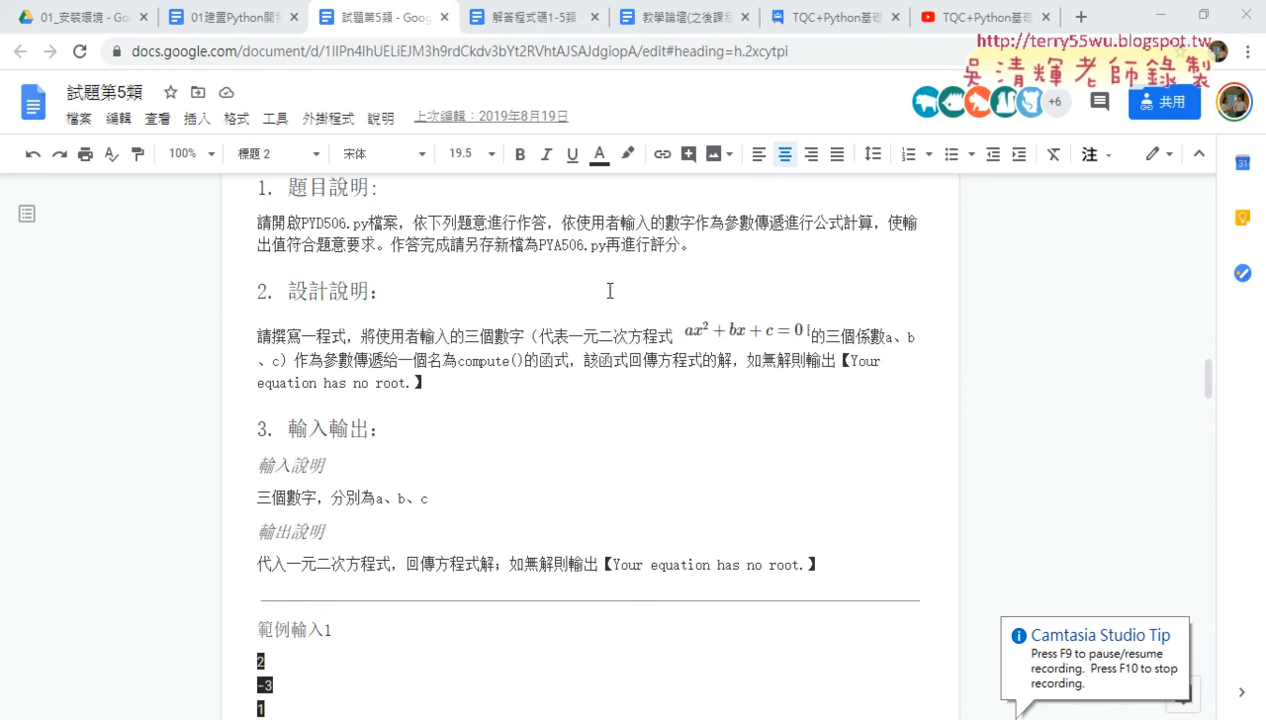 01_安裝環境 - Go
01建置Python開
試題第5類 - Goo
解答程式碼1-5類
教學論壇(之後課
TQC+Python基礎
TQC+Python基礎
docs.google.com/document/d/1IIPn4lhUELiEJM3h9rdCkdv3bYt2RVhtAJSAJdgiopA/edit#heading=h.2xcytpi
http://terry55wu.blogspot.tw
吳清輝老師錄製
試題第5類
檔案 編輯 查看 插入 格式 工具 外掛程式 說明 上次編輯：2019年8月19日
+6
共用
100% 標題 2 宋体 19.5 B I U A 注
1. 題目說明:
請開啟PYD506.py檔案，依下列題意進行作答，依使用者輸入的數字作為參數傳遞進行公式計算，使輸
出值符合題意要求。作答完成請另存新檔為PYA506.py再進行評分。
2. 設計說明：
請撰寫一程式，將使用者輸入的三個數字（代表一元二次方程式 ax² + bx + c = 0 的三個係數a、b
、c）作為參數傳遞給一個名為compute()的函式，該函式回傳方程式的解，如無解則輸出【Your
equation has no root.】
3. 輸入輸出：
輸入說明
三個數字，分別為a、b、c
輸出說明
代入一元二次方程式，回傳方程式解；如無解則輸出【Your equation has no root.】
範例輸入1
2
-3
1
Camtasia Studio Tip
Press F9 to pause/resume
recording. Press F10 to stop
recording.